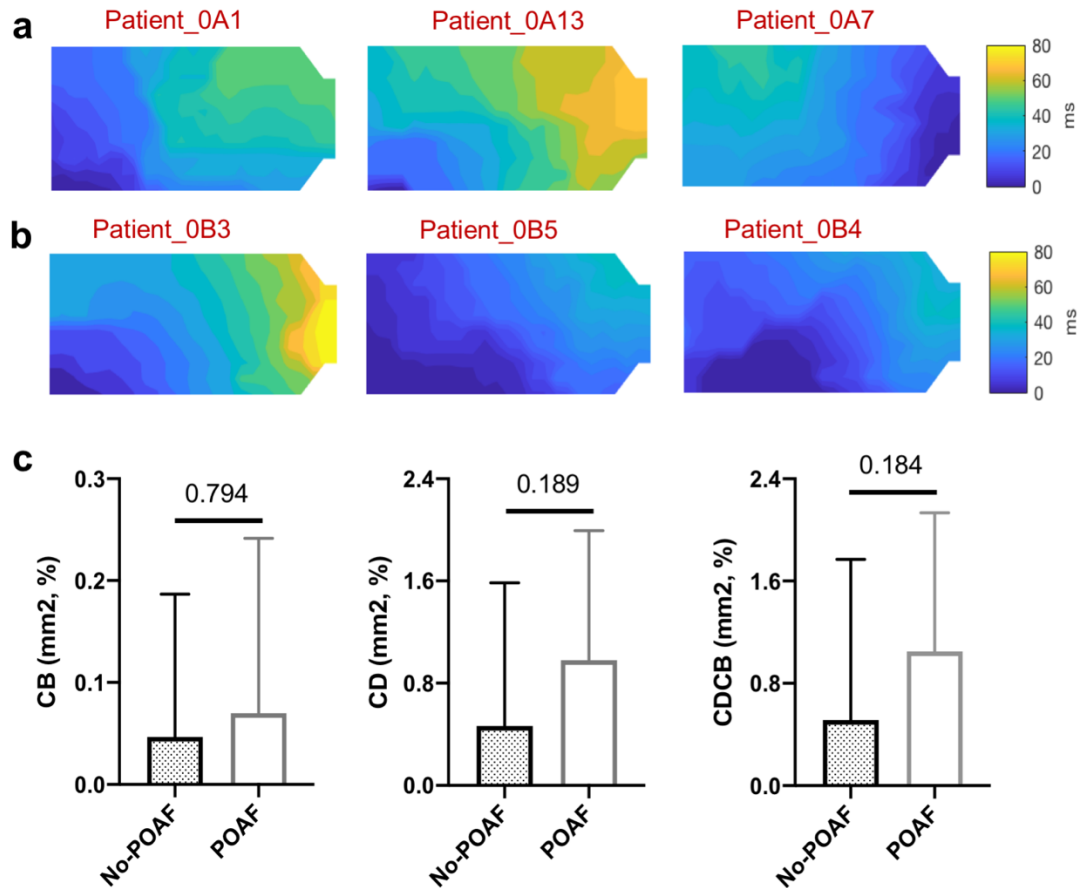 a
Patient_0A1 Patient_0A13 Patient_0A7
80
60
40
20
0
ms
b
Patient_0B3 Patient_0B5 Patient_0B4
80
60
40
20
0
ms
c
CB (mm2, %)
0.3
0.2
0.1
0.0
0.794
No-POAF POAF
CD (mm2, %)
2.4
1.6
0.8
0.0
0.189
No-POAF POAF
CDCB (mm2, %)
2.4
1.6
0.8
0.0
0.184
No-POAF POAF